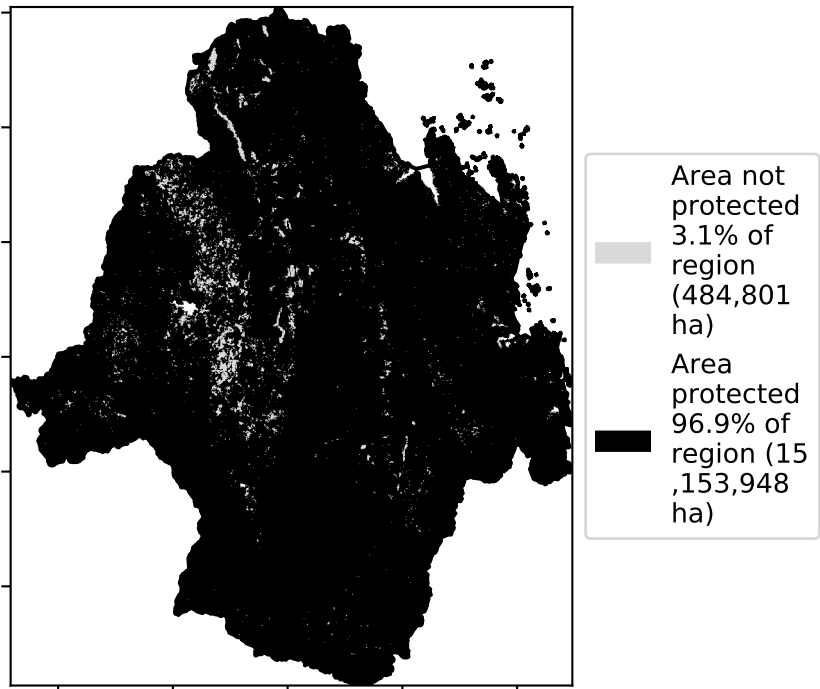 Area not
protected
3.1% of
region
(484,801
ha)
Area
protected
96.9% of
region (15
,153,948
ha)